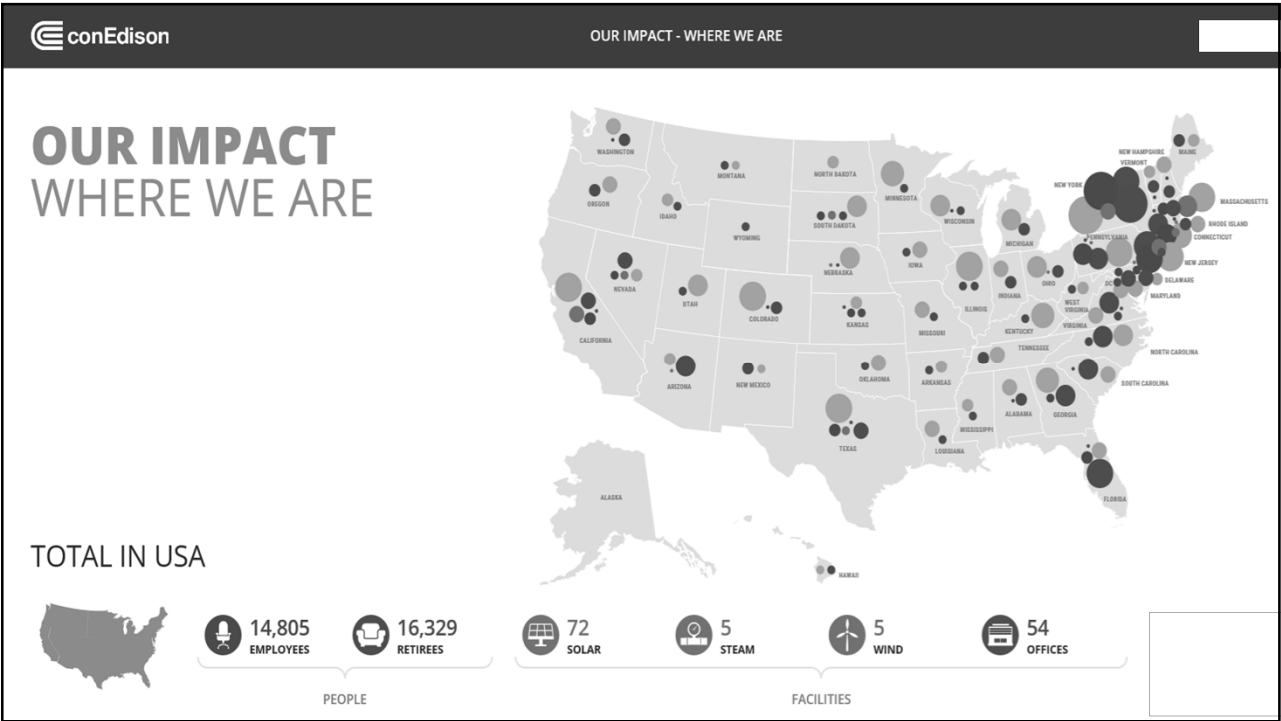 conEdison
OUR IMPACT - WHERE WE ARE
OUR IMPACT
WHERE WE ARE
WASHINGTON
MONTANA
NORTH DAKOTA
MINNESOTA
NEW HAMPSHIRE
VERMONT
MAINE
NEW YORK
OREGON
IDAHO
WYOMING
SOUTH DAKOTA
WISCONSIN
MICHIGAN
MASSACHUSETTS
RHODE ISLAND
CONNECTICUT
PENNSYLVANIA
NEW JERSEY
NEVADA
UTAH
COLORADO
NEBRASKA
IOWA
ILLINOIS
INDIANA
OHIO
WEST
VIRGINIA
DC
DELAWARE
MARYLAND
CALIFORNIA
KANSAS
MISSOURI
KENTUCKY
VIRGINIA
TENNESSEE
NORTH CAROLINA
ARIZONA
NEW MEXICO
OKLAHOMA
ARKANSAS
SOUTH CAROLINA
TEXAS
LOUISIANA
MISSISSIPPI
ALABAMA
GEORGIA
FLORIDA
ALASKA
HAWAII
TOTAL IN USA
14,805
EMPLOYEES
16,329
RETIREES
72
SOLAR
5
STEAM
5
WIND
54
OFFICES
PEOPLE
FACILITIES